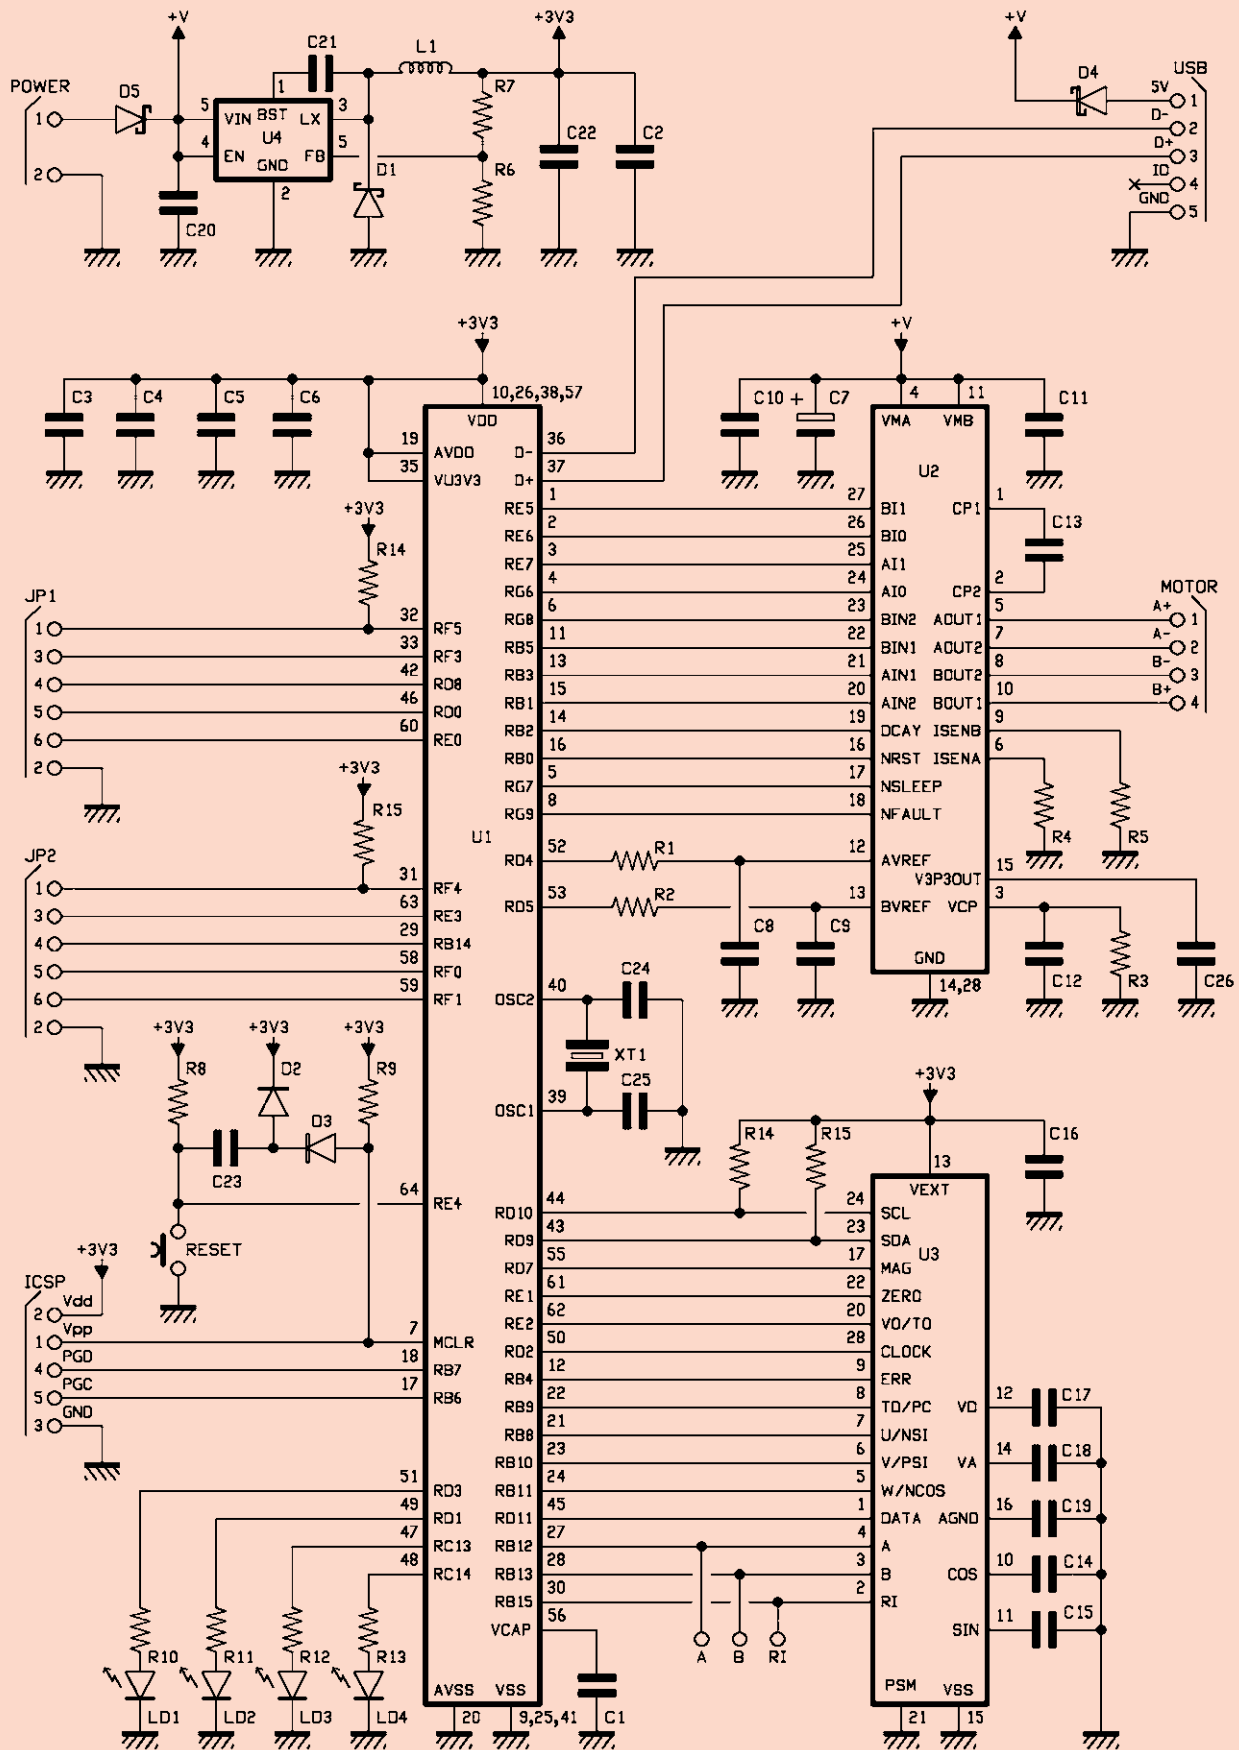 +V
+3V3
+V
C21
L1
POWER
D5
1
R7
D4
USB
5V
1
D-
2
D+
3
ID
4
GND
5
1
2
5 VIN BST LX 3
U4
4 EN GND FB 5
2
C20
D1
R6
C22
C2
+3V3
10,26,38,57
C3
C4
C5
C6
VDD
19 AVDD D- 36
35 VU3V3 D+ 37
RE5 1
RE6 2
RE7 3
RG6 4
RG8 6
RB5 11
RB3 13
RB1 15
RB2 14
RB0 16
RG7 5
RG9 8
U1
RD4 52
RD5 53
R1
R2
+V
C10
+
C7
4
11
C11
VMA
VMB
U2
27 BI1 CP1 1
26 BI0
C13
25 AI1
24 AI0 CP2 2
23 BIN2 AOUT1 5
22 BIN1 AOUT2 7
21 AIN1 BOUT2 8
20 AIN2 BOUT1 10
19 DCAY ISENB 9
16 NRST ISENA 6
17 NSLEEP
18 NFAULT
12 AVREF
V3P3OUT 15
13 BVREF VCP 3
GND
14,28
MOTOR
A+
1
A-
2
B-
3
B+
4
R4
R5
C8
C9
C12
R3
C26
+3V3
R14
JP1
1
32 RF5
3
33 RF3
4
42 RD8
5
46 RD0
6
60 RE0
2
+3V3
R15
JP2
1
31 RF4
3
63 RE3
4
29 RB14
5
58 RF0
6
59 RF1
2
OSC2 40
C24
XT1
C25
OSC1 39
+3V3
+3V3
+3V3
R8
D2
R9
D3
C23
64 RE4
RESET
+3V3
ICSP
Vdd
2
Vpp
1
7 MCLR
PGD
4
18 RB7
PGC
5
17 RB6
GND
3
51 RD3
49 RD1
47 RC13
48 RC14
R10
R11
R12
R13
LD1
LD2
LD3
LD4
+3V3
R14
R15
C16
13
VEXT
RD10 44
24 SCL
RD9 43
23 SDA
U3
RD7 55
17 MAG
RE1 61
22 ZERO
RE2 62
20 VO/TO
RD2 50
28 CLOCK
RB4 12
9 ERR
RB9 22
8 TD/PC VD 12
C17
RB8 21
7 U/NSI
RB10 23
6 V/PSI VA 14
C18
RB11 24
5 W/NCOS
RD11 45
1 DATA AGND 16
C19
RB12 27
4 A
RB13 28
3 B COS 10
C14
RB15 30
2 RI
VCAP 56
SIN 11
C15
A
B
RI
AVSS
VSS
20
9,25,41
C1
PSM
VSS
21
15